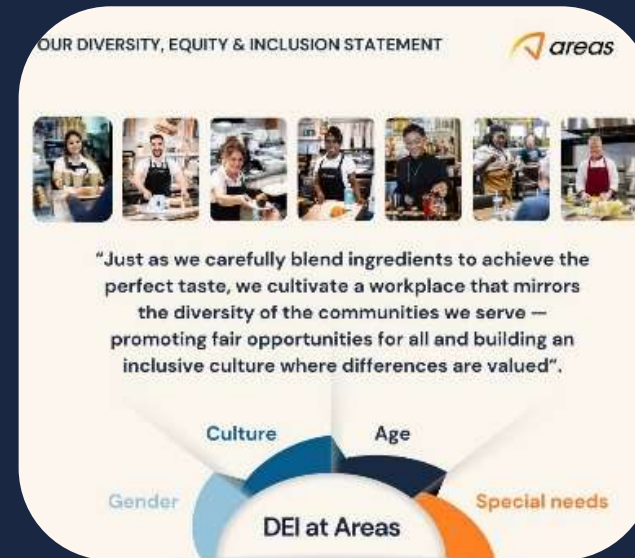 OUR DIVERSITY, EQUITY & INCLUSION STATEMENT
areas
"Just as we carefully blend ingredients to achieve the
perfect taste, we cultivate a workplace that mirrors
the diversity of the communities we serve —
promoting fair opportunities for all and building an
inclusive culture where differences are valued".
Culture
Age
Gender
Special needs
DEI at Areas